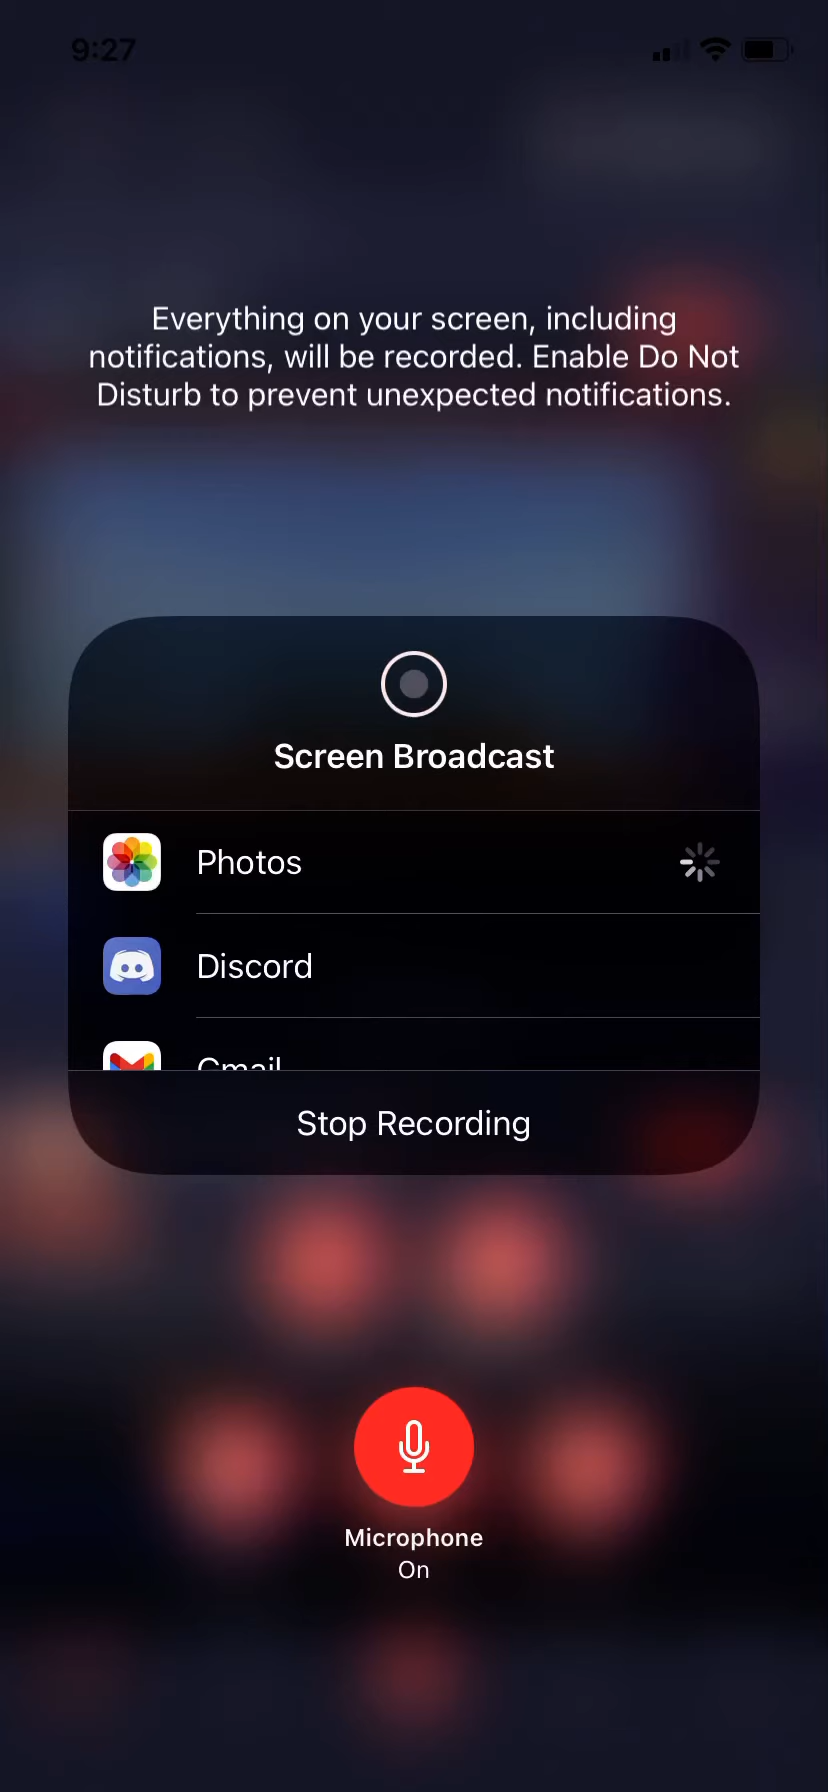 9:27
Everything on your screen, including
notifications, will be recorded. Enable Do Not
Disturb to prevent unexpected notifications.
Screen Broadcast
Photos
Discord
Gmail
Stop Recording
Microphone
On